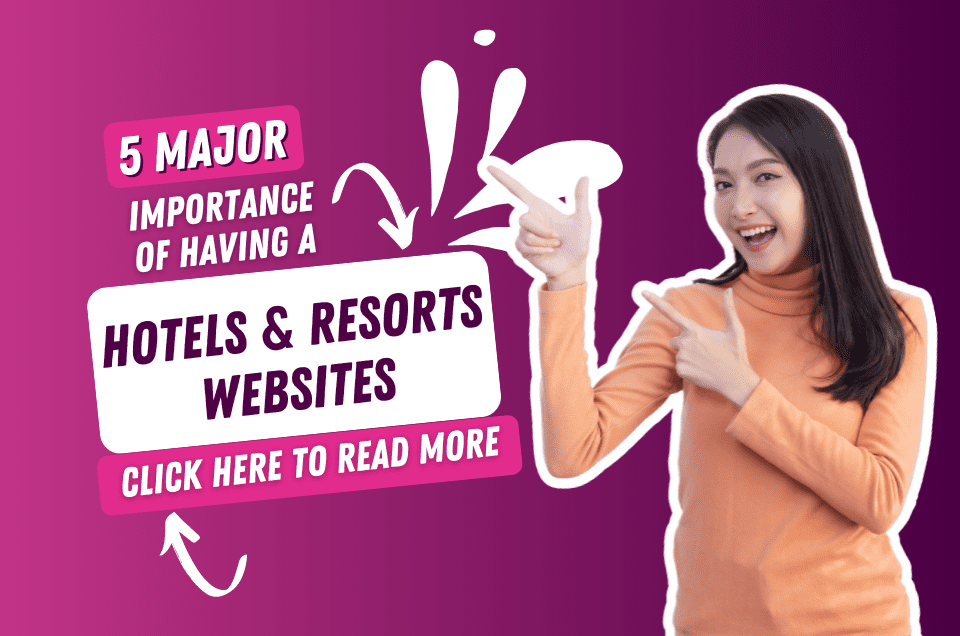 5 MAJOR
IMPORTANCE
OF HAVING A
HOTELS & RESORTS
WEBSITES
CLICK HERE TO READ MORE